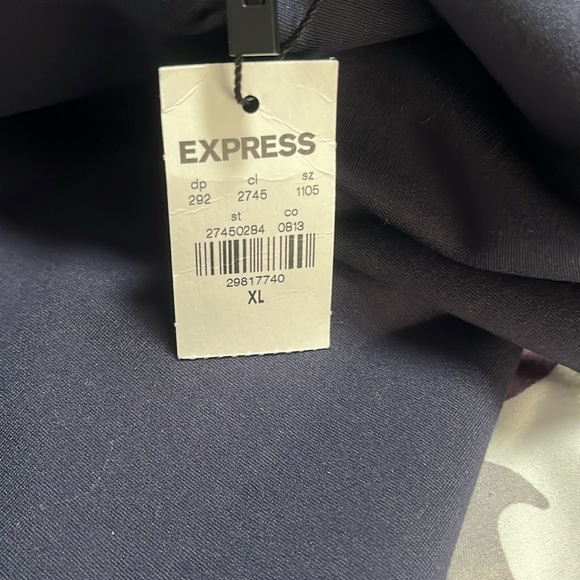 EXPRESS
dp cl sz
292 2745 1105
st co
27450284 0813
29817740
XL